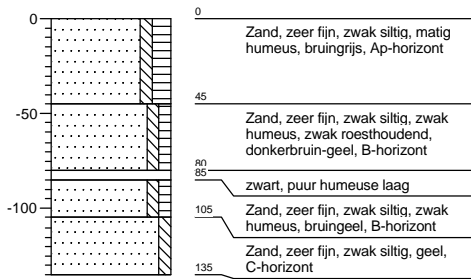 0
0
Zand, zeer fijn, zwak siltig, matig
humeus, bruingrijs, Ap-horizont
45
-50
Zand, zeer fijn, zwak siltig, zwak
humeus, zwak roesthoudend,
donkerbruin-geel, B-horizont
80
85
zwart, puur humeuse laag
-100
105
Zand, zeer fijn, zwak siltig, zwak
humeus, bruingeel, B-horizont
Zand, zeer fijn, zwak siltig, geel,
C-horizont
135